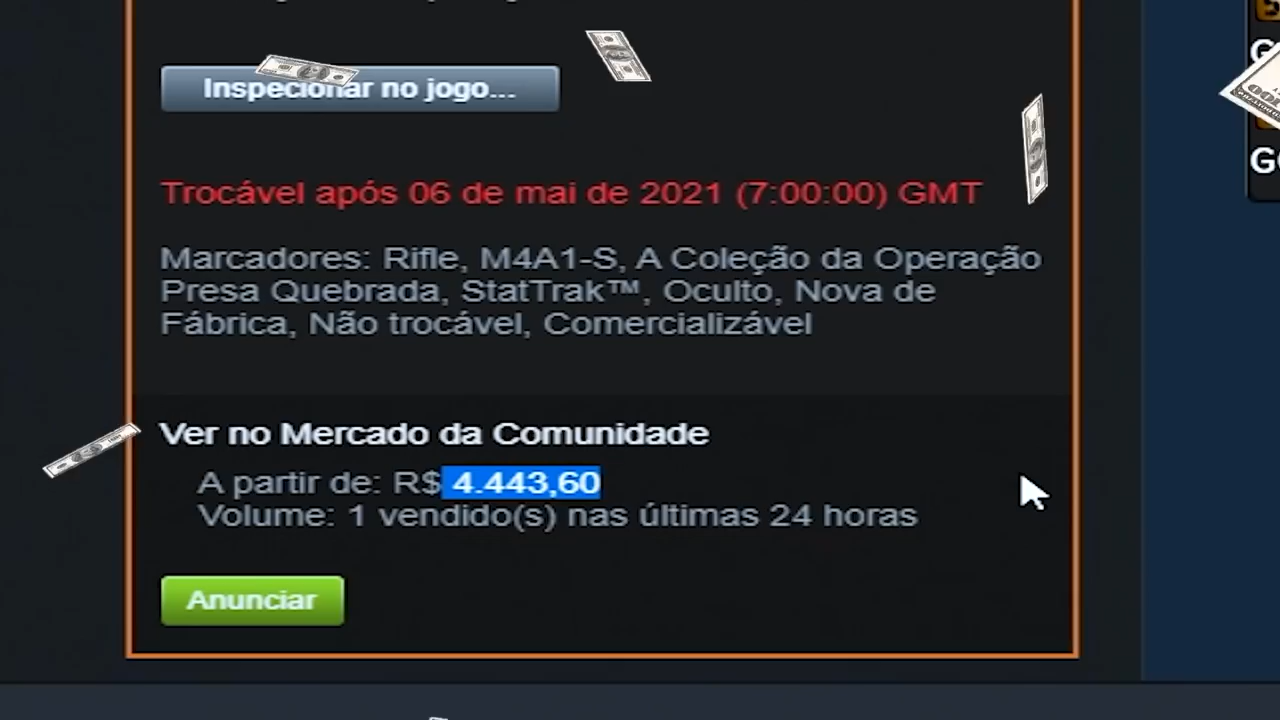 Inspecionar no jogo...
Trocável após 06 de mai de 2021 (7:00:00) GMT
Marcadores: Rifle, M4A1-S, A Coleção da Operação
Presa Quebrada, StatTrak™, Oculto, Nova de
Fábrica, Não trocável, Comercializável
Ver no Mercado da Comunidade
A partir de: R$ 4.443,60
Volume: 1 vendido(s) nas últimas 24 horas
Anunciar